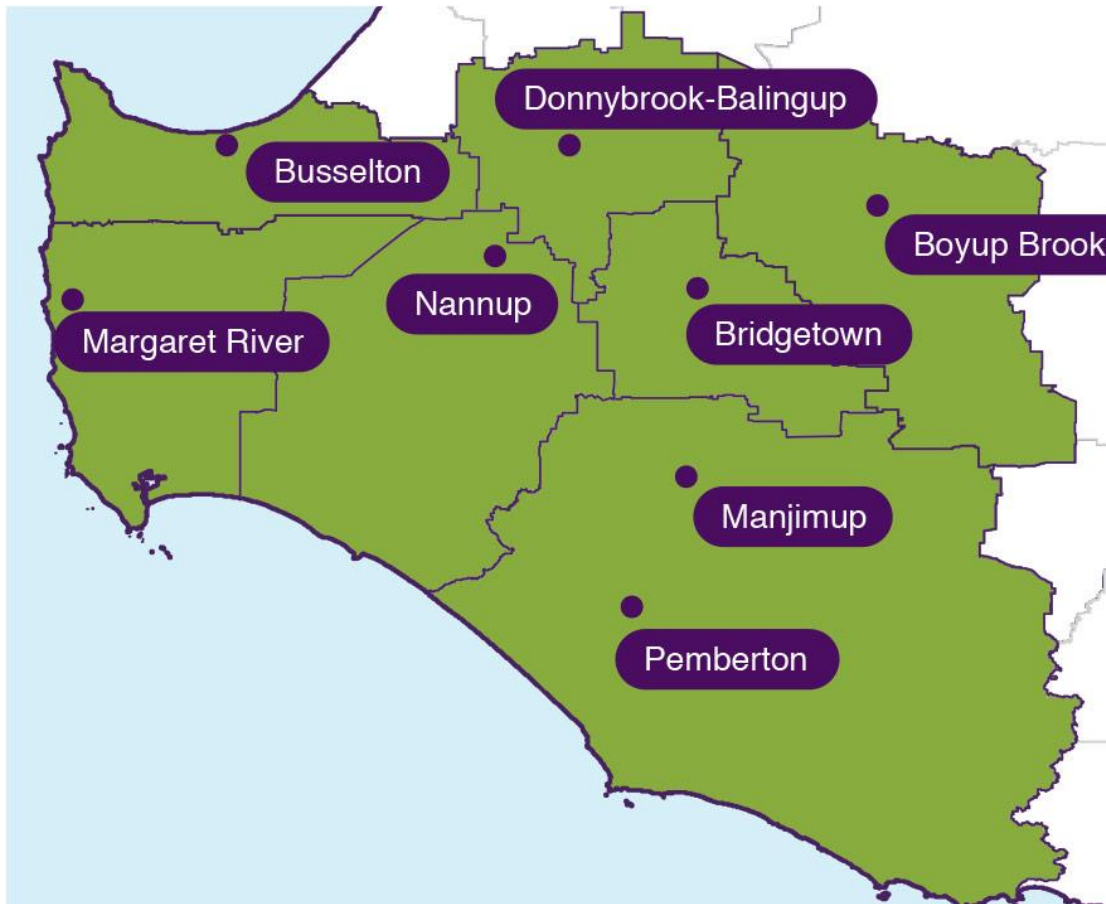 Donnybrook-Balingup
Busselton
Boyup Brook
Nannup
Margaret River
Bridgetown
Manjimup
Pemberton